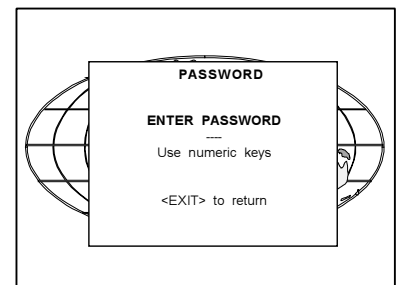 PASSWORD
ENTER PASSWORD
----
Use numeric keys
<EXIT> to return